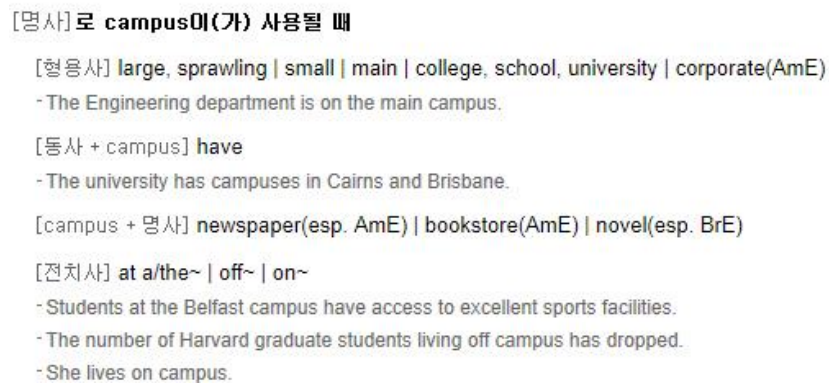 [명사]로 campus이(가) 사용될 때
[형용사] large, sprawling | small | main | college, school, university | corporate(AmE)
- The Engineering department is on the main campus.
[동사 + campus] have
- The university has campuses in Cairns and Brisbane.
[campus + 명사] newspaper(esp. AmE) | bookstore(AmE) | novel(esp. BrE)
[전치사] at a/the~ | off~ | on~
- Students at the Belfast campus have access to excellent sports facilities.
- The number of Harvard graduate students living off campus has dropped.
- She lives on campus.